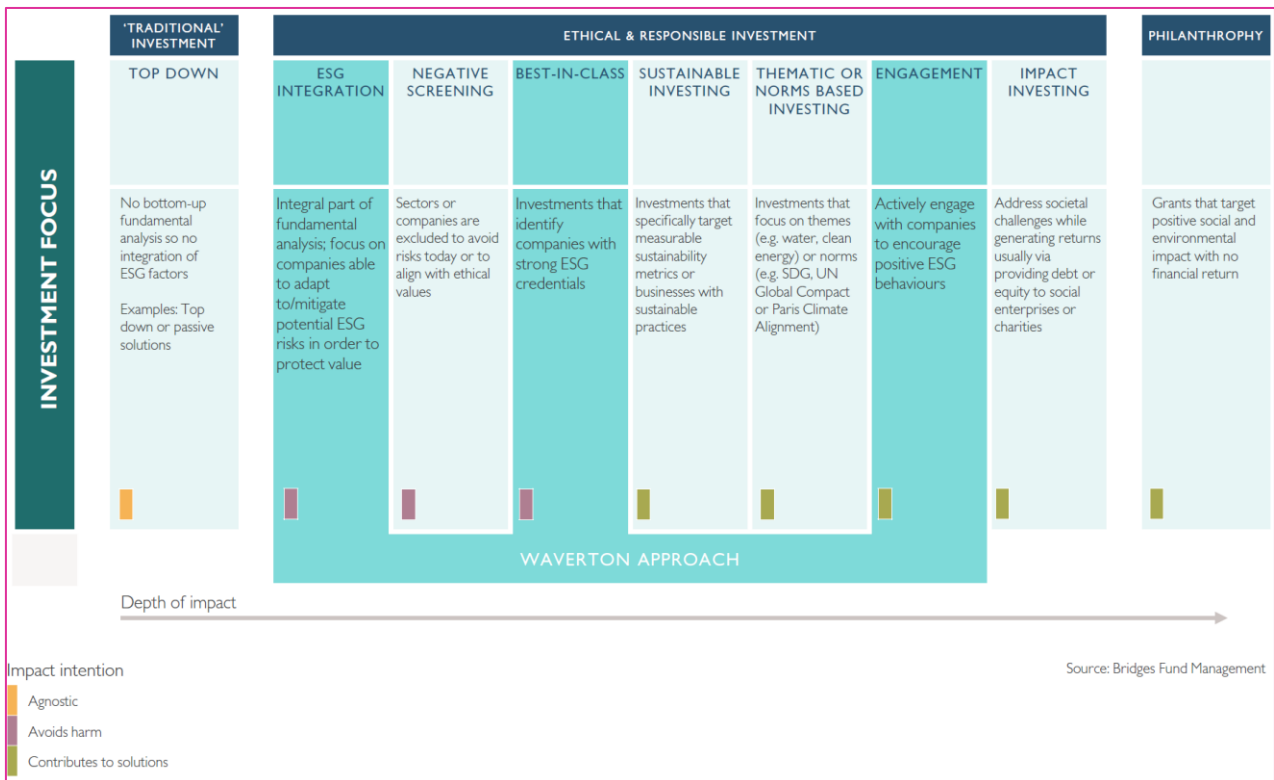 'TRADITIONAL'
INVESTMENT
ETHICAL & RESPONSIBLE INVESTMENT
PHILANTHROPY
INVESTMENT FOCUS
TOP DOWN
ESG
INTEGRATION
NEGATIVE
SCREENING
BEST-IN-CLASS
SUSTAINABLE
INVESTING
THEMATIC OR
NORMS BASED
INVESTING
ENGAGEMENT
IMPACT
INVESTING
No bottom-up
fundamental
analysis so no
integration of
ESG factors
Examples: Top
down or passive
solutions
Integral part of
fundamental
analysis; focus on
companies able
to adapt
to/mitigate
potential ESG
risks in order to
protect value
Sectors or
companies are
excluded to avoid
risks today or to
align with ethical
values
Investments that
identify
companies with
strong ESG
credentials
Investments that
specifically target
measurable
sustainability
metrics or
businesses with
sustainable
practices
Investments that
focus on themes
(e.g. water, clean
energy) or norms
(e.g. SDG, UN
Global Compact
or Paris Climate
Alignment)
Actively engage
with companies
to encourage
positive ESG
behaviours
Address societal
challenges while
generating returns
usually via
providing debt or
equity to social
enterprises or
charities
Grants that target
positive social and
environmental
impact with no
financial return
WAVERTON APPROACH
Depth of impact
Impact intention
Agnostic
Avoids harm
Contributes to solutions
Source: Bridges Fund Management